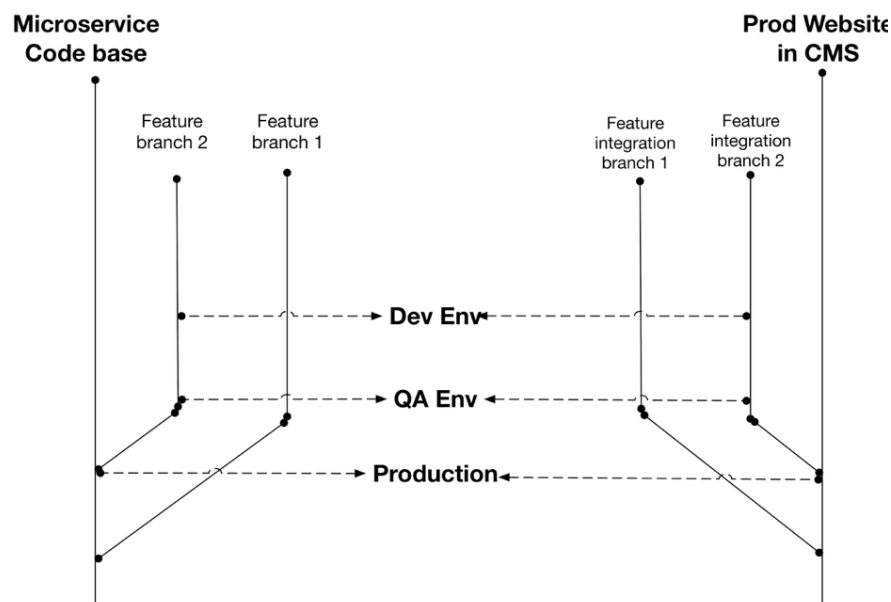 Microservice
Code base
Prod Website
in CMS
Feature
branch 2
Feature
branch 1
Feature
integration
branch 1
Feature
integration
branch 2
Dev Env
QA Env
Production